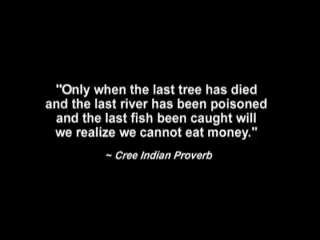 "Only when the last tree has died
and the last river has been poisoned
and the last fish been caught will
we realize we cannot eat money."
~ Cree Indian Proverb